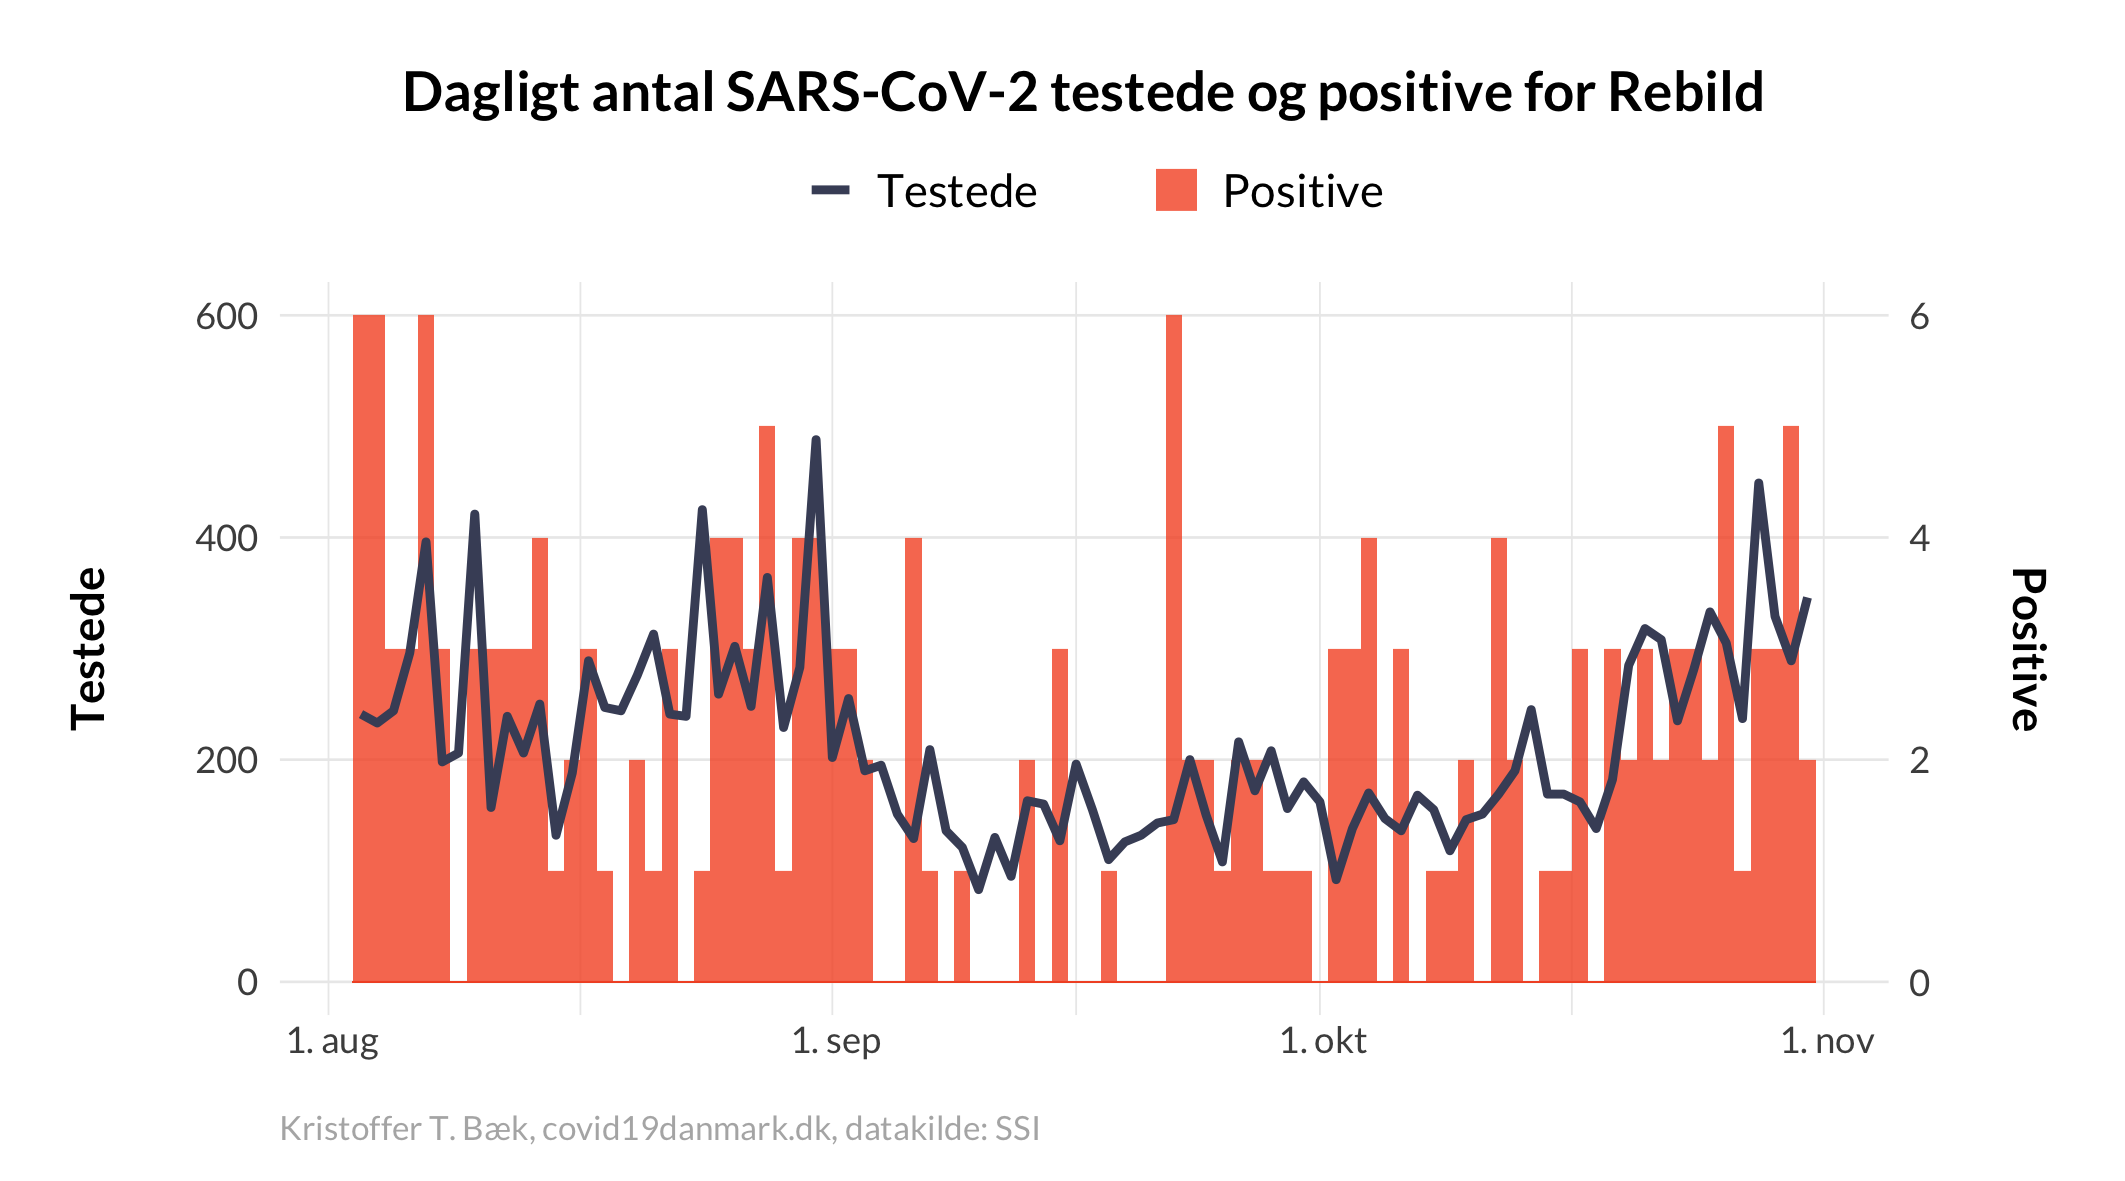 Dagligt antal SARS-CoV-2 testede og positive for Rebild
Testede
Positive
600
400
200
0
6
4
2
0
Testede
Positive
1. aug
1. sep
1. okt
1. nov
Kristoffer T. Bæk, covid19danmark.dk, datakilde: SSI